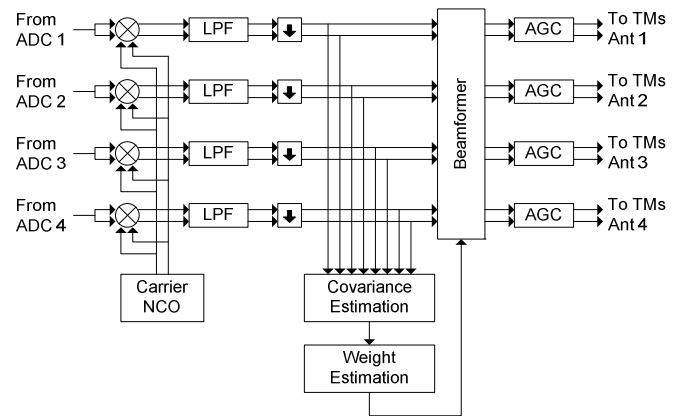 From
ADC 1
LPF
AGC
To TMs
Ant 1
From
ADC 2
LPF
AGC
To TMs
Ant 2
Beamformer
From
ADC 3
LPF
AGC
To TMs
Ant 3
From
ADC 4
LPF
AGC
To TMs
Ant 4
Carrier
NCO
Covariance
Estimation
Weight
Estimation